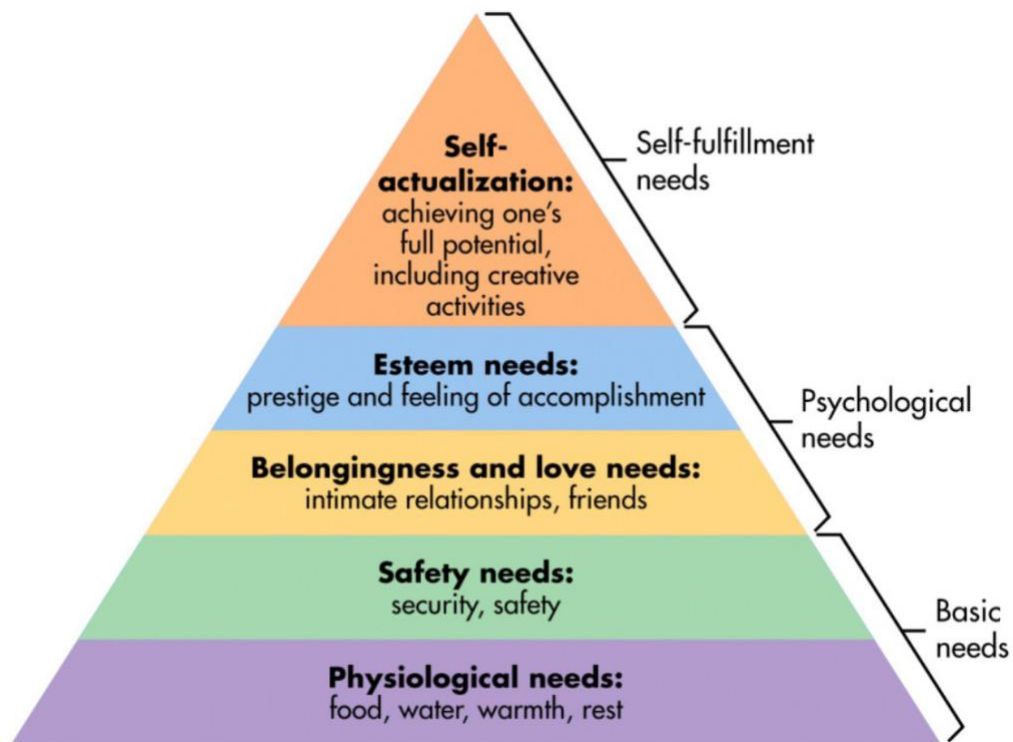 Self-
actualization:
achieving one's
full potential,
including creative
activities
Self-fulfillment
needs
Esteem needs:
prestige and feeling of accomplishment
Psychological
needs
Belongingness and love needs:
intimate relationships, friends
Safety needs:
security, safety
Basic
needs
Physiological needs:
food, water, warmth, rest